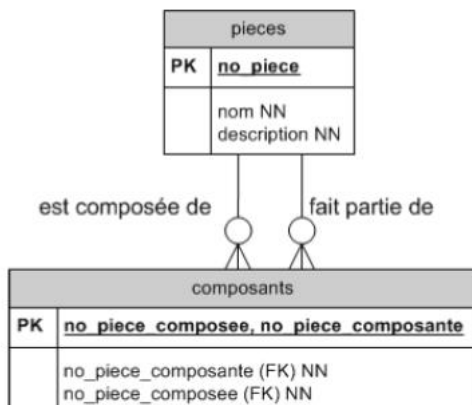 pieces
PK no_piece
nom NN
description NN
est composée de
fait partie de
composants
PK no_piece_composee, no_piece_composante
no_piece_composante (FK) NN
no_piece_composee (FK) NN